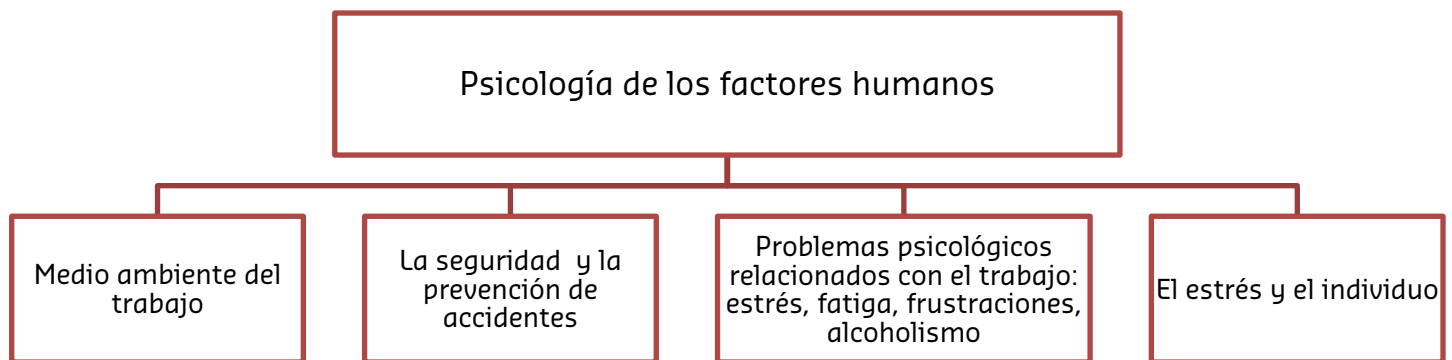 Psicología de los factores humanos
Medio ambiente del
trabajo
La seguridad  y la
prevención de
accidentes
Problemas psicológicos
relacionados con el trabajo:
estrés, fatiga, frustraciones,
alcoholismo
El estrés y el individuo